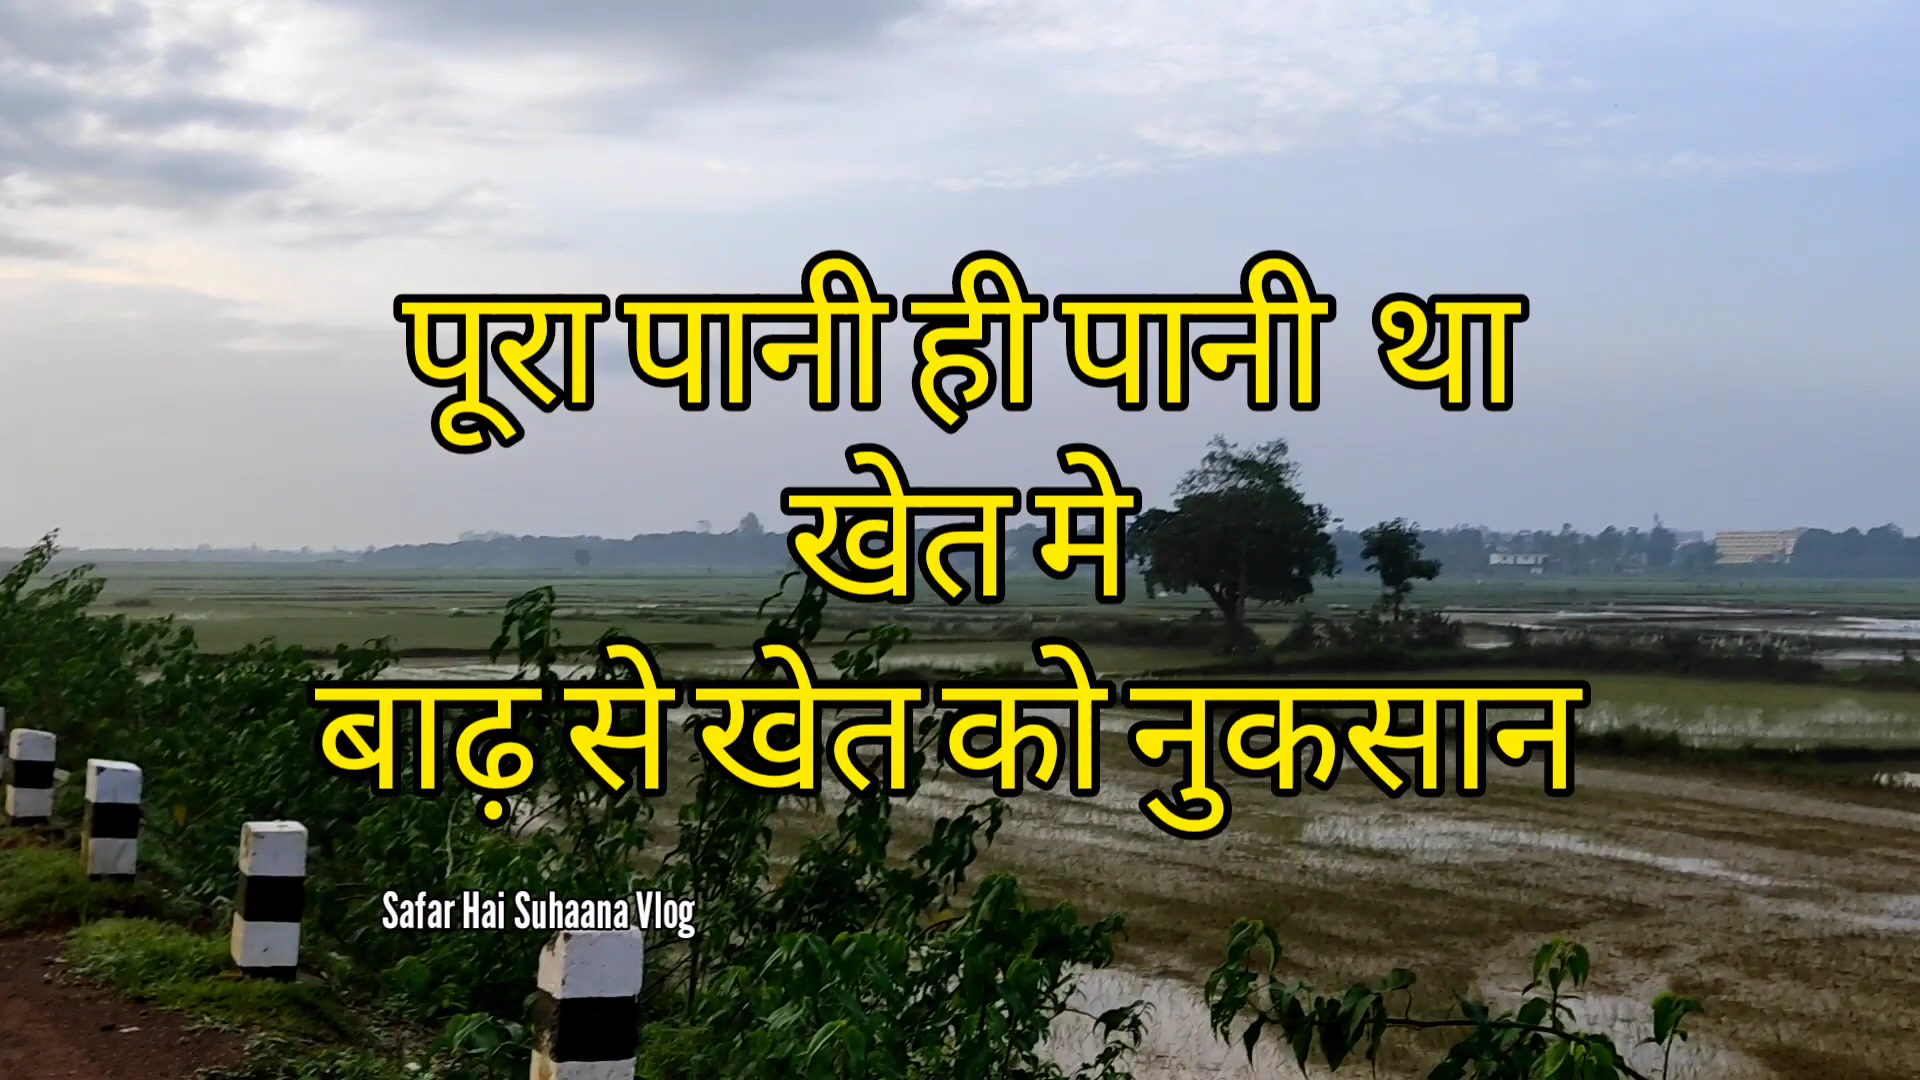 पूरा पानी ही पानी था
खेत मे
बाढ़ से खेत को नुकसान
Safar Hai Suhaana Vlog